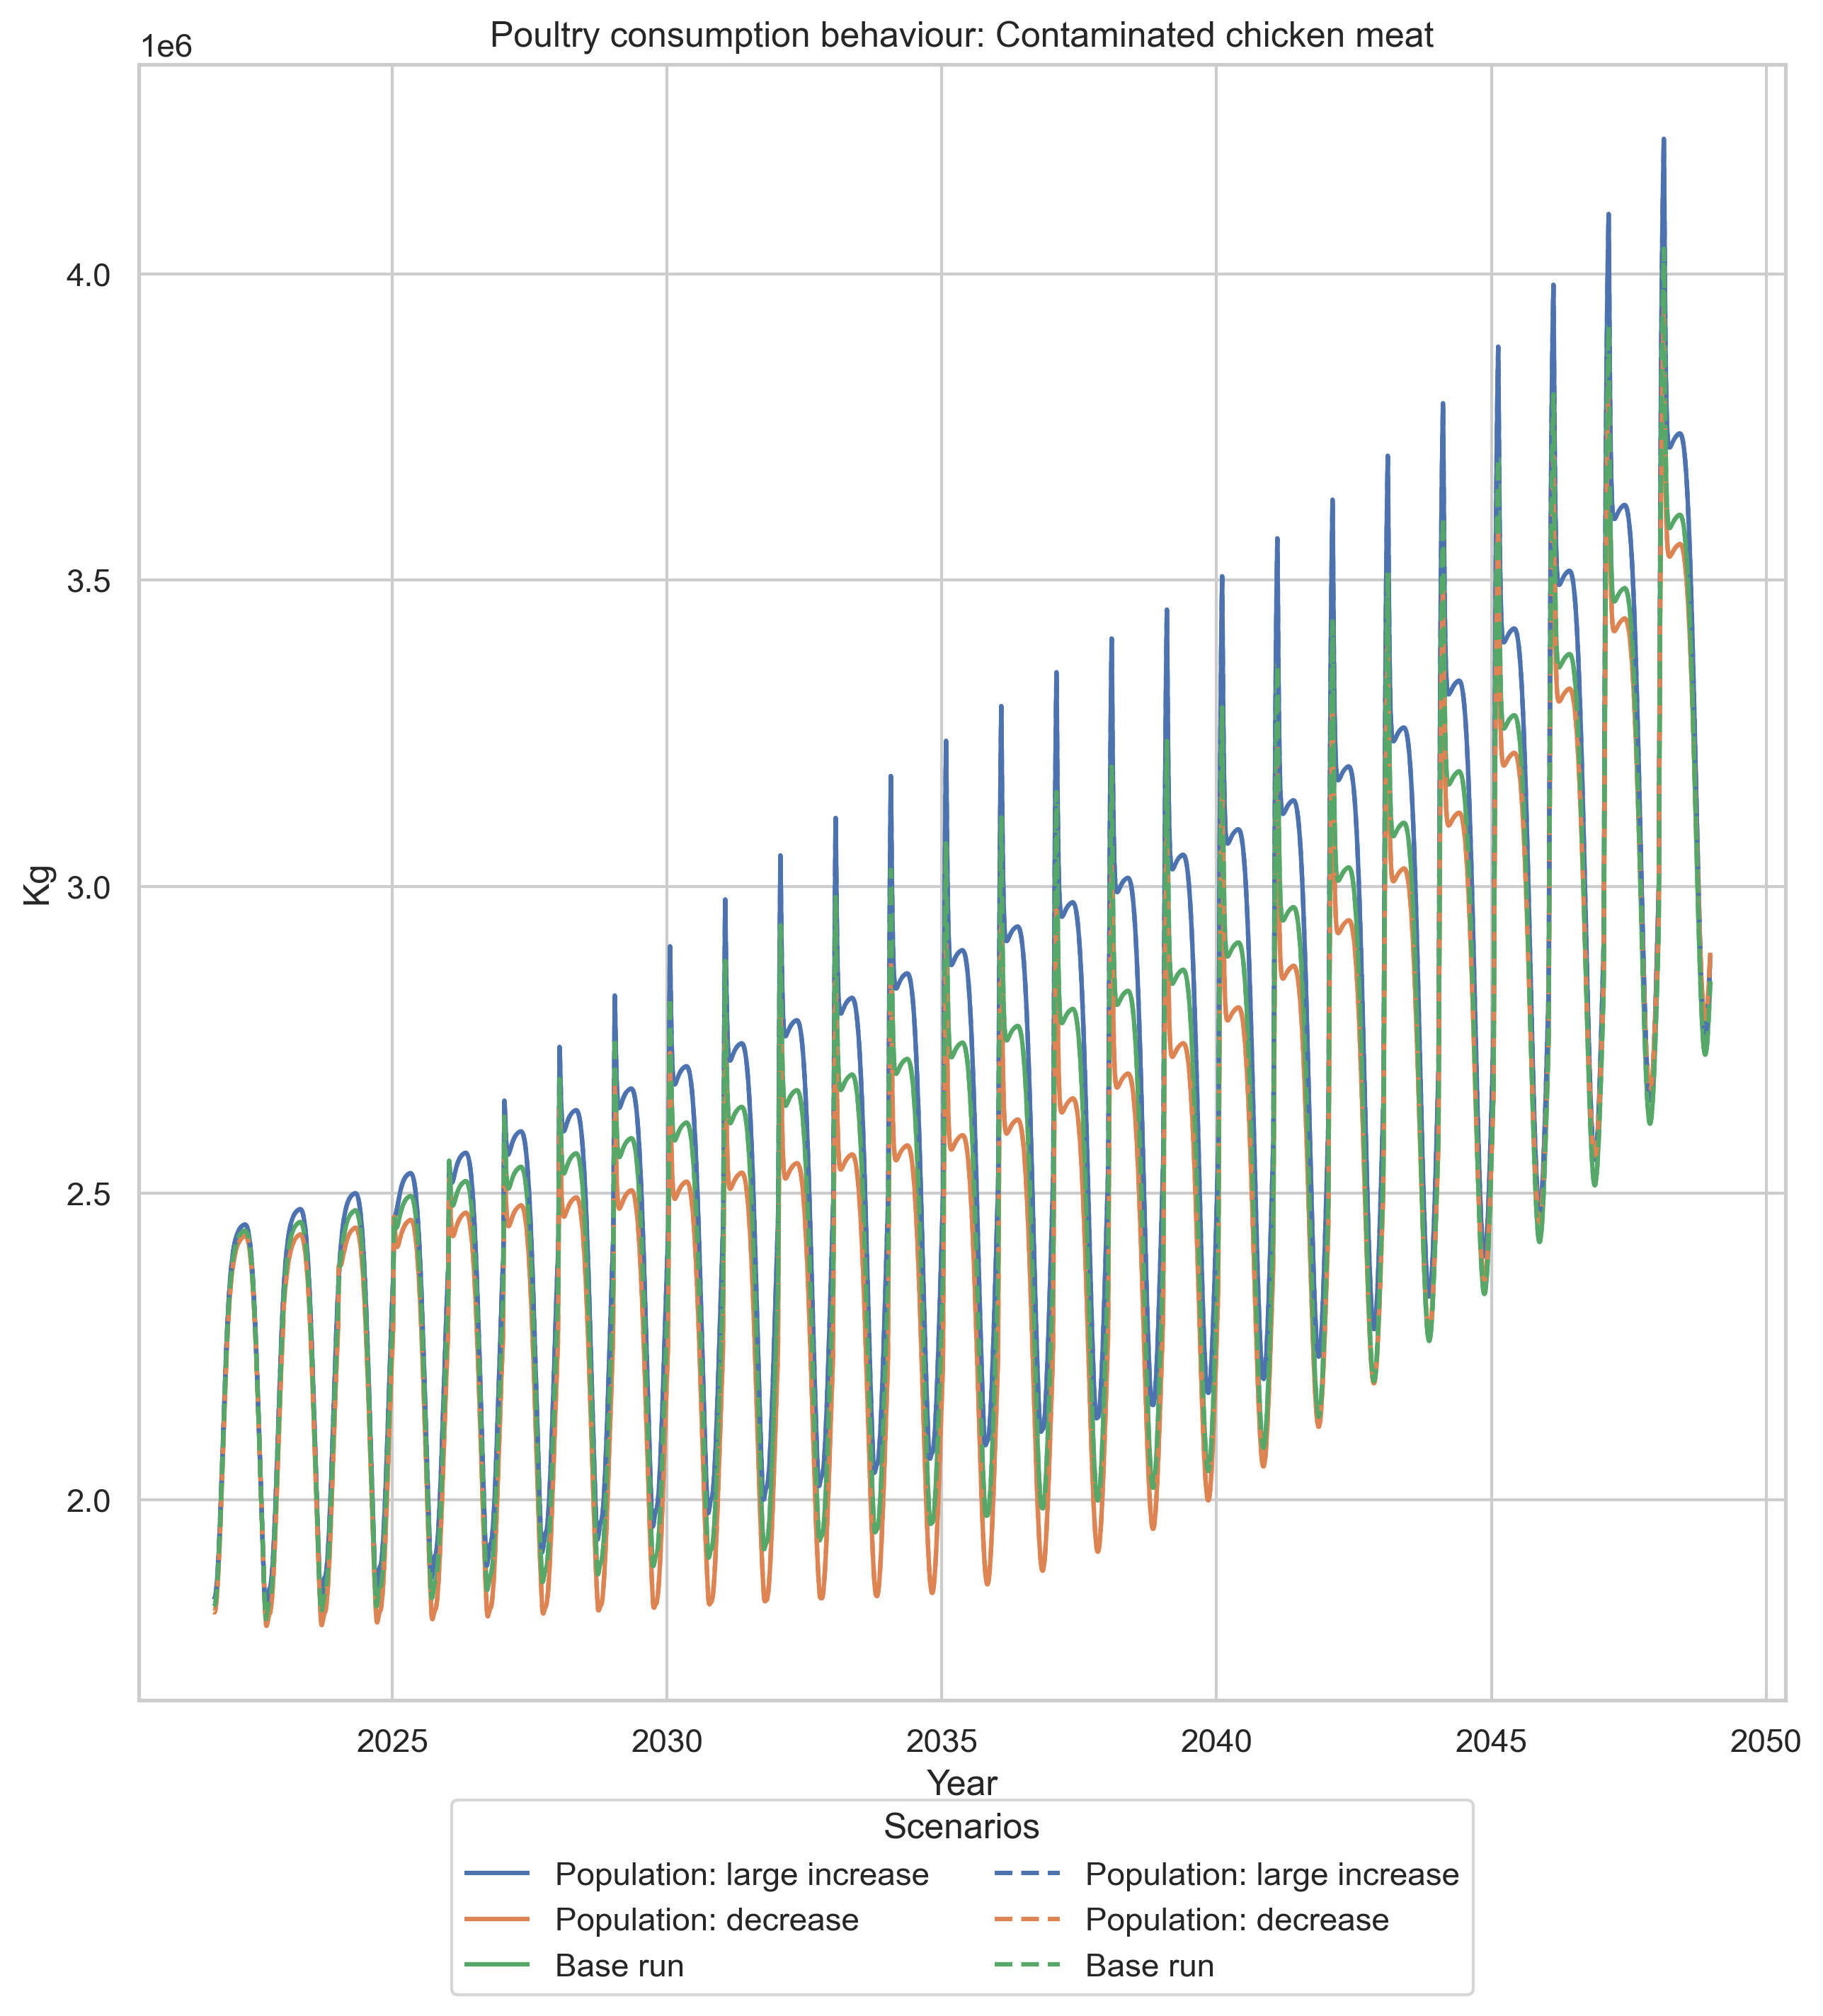 Poultry consumption behaviour: Contaminated chicken meat
1e6
4.0
3.5
3.0
2.5
2.0
Kg
2025 2030 2035 2040 2045 2050
Year
Scenarios
Population: large increase Population: large increase
Population: decrease Population: decrease
Base run Base run